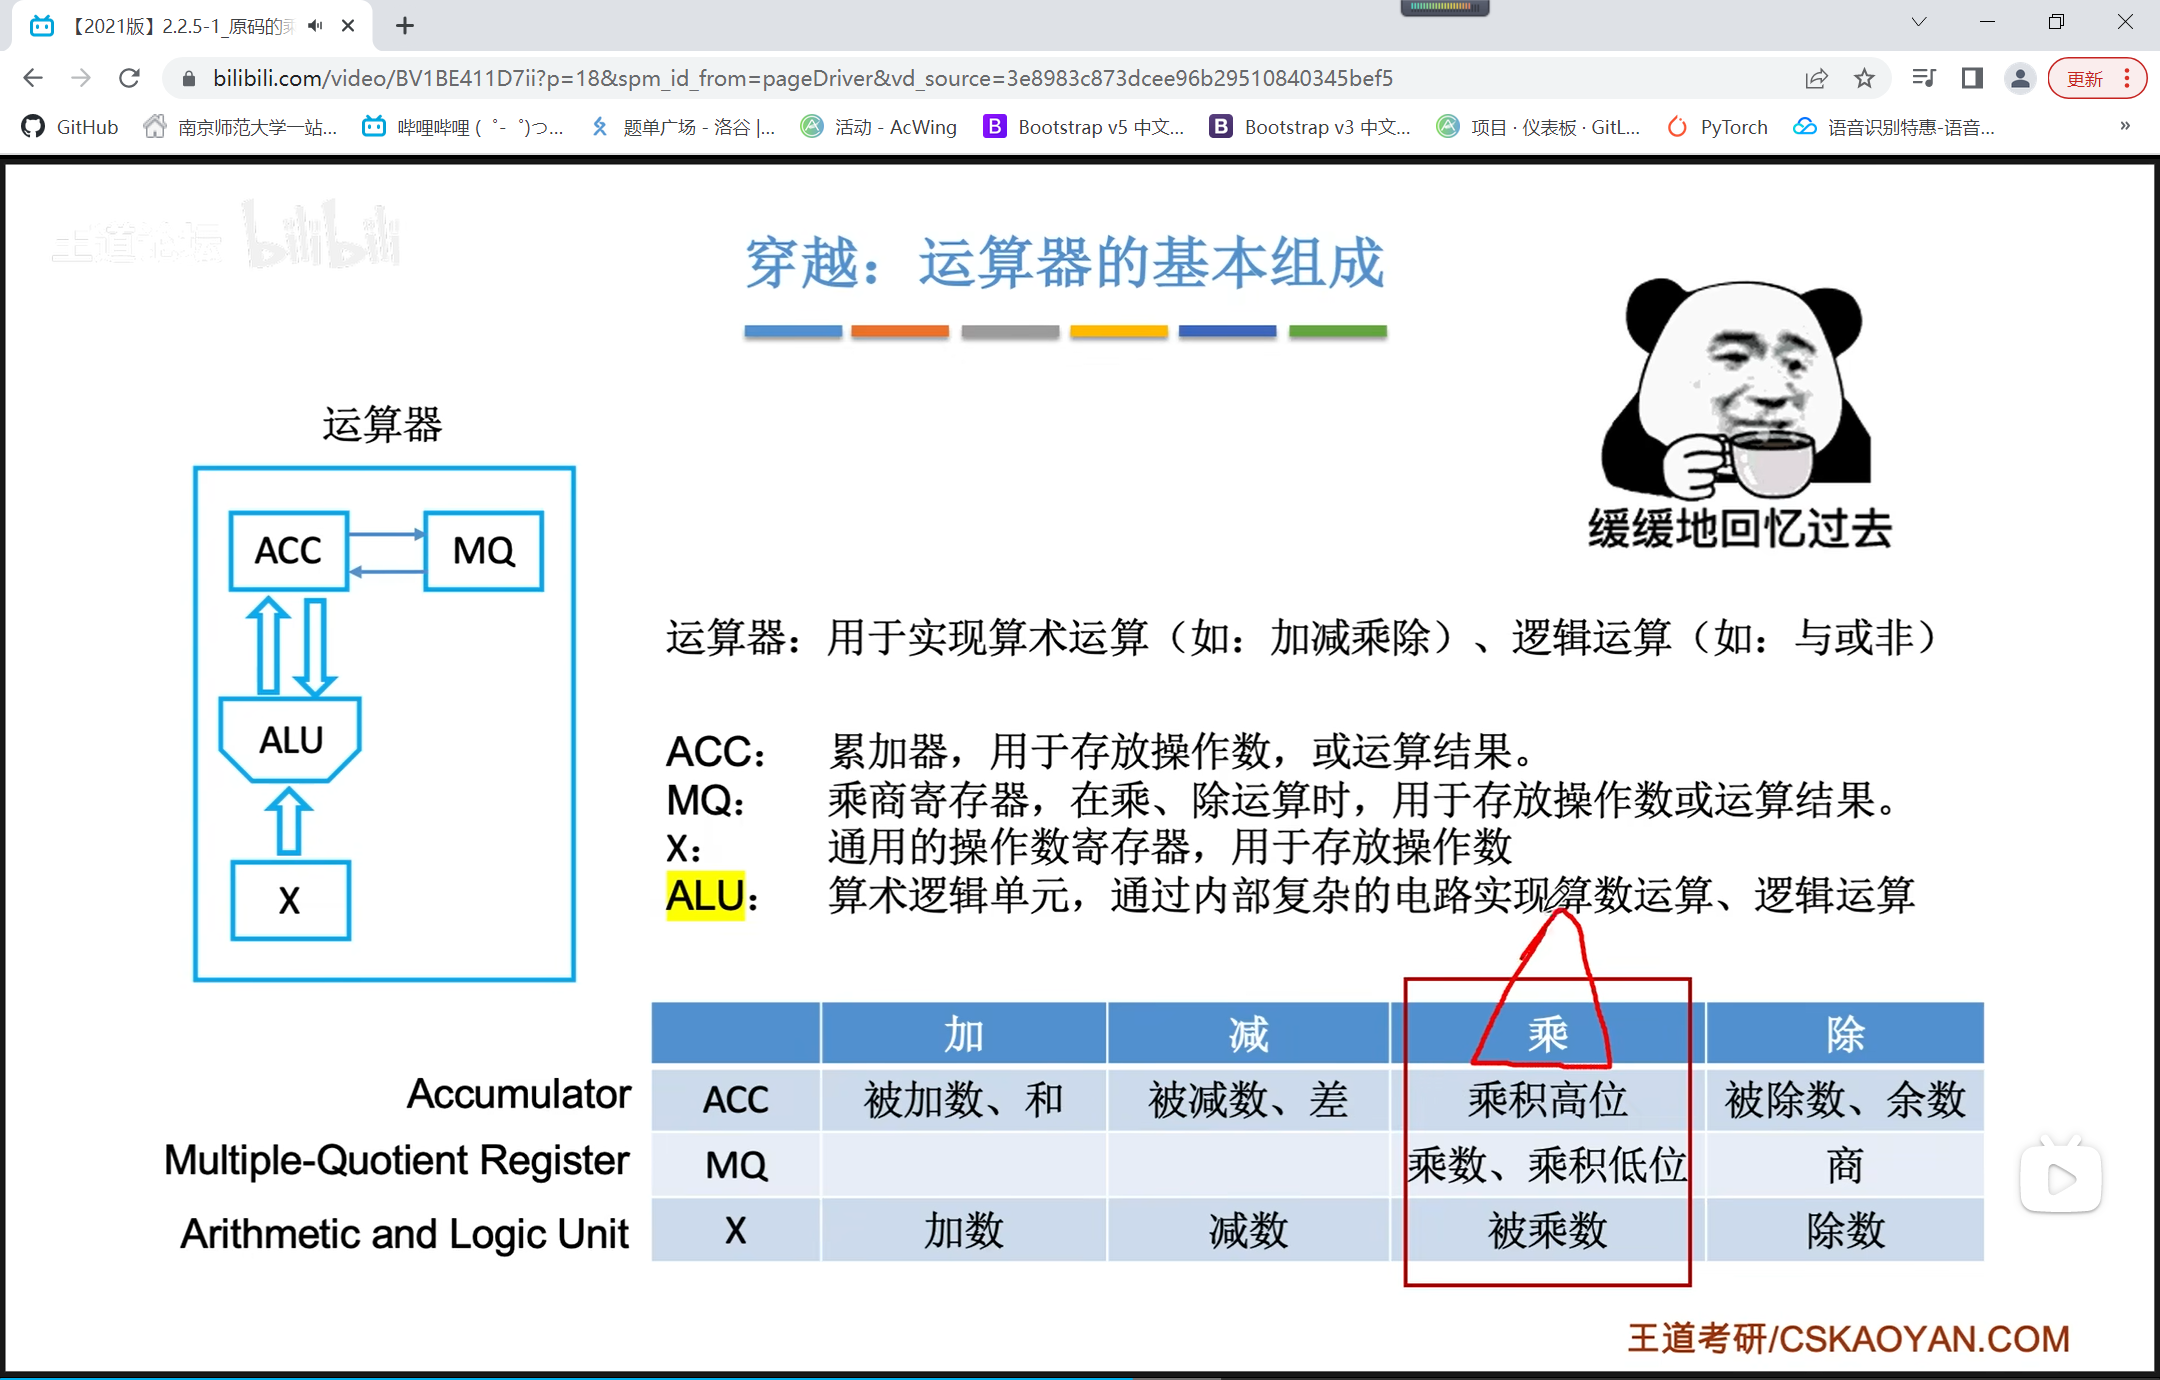 【2021版】2.2.5-1_原码的
bilibili.com/video/BV1BE411D7ii?p=18&spm_id_from=pageDriver&vd_source=3e8983c873dcee96b29510840345bef5
更新
GitHub
南京师范大学一站...
哔哩哔哩 (゜-゜)つ...
题单广场 - 洛谷 |...
活动 - AcWing
Bootstrap v5 中文...
Bootstrap v3 中文...
项目 · 仪表板 · GitL...
PyTorch
语音识别特惠-语音...
»
王道论坛 bilibili
穿越：运算器的基本组成
缓缓地回忆过去
运算器
ACC
MQ
ALU
X
运算器：用于实现算术运算（如：加减乘除）、逻辑运算（如：与或非）
ACC： 累加器，用于存放操作数，或运算结果。
MQ： 乘商寄存器，在乘、除运算时，用于存放操作数或运算结果。
X： 通用的操作数寄存器，用于存放操作数
ALU： 算术逻辑单元，通过内部复杂的电路实现算数运算、逻辑运算
加 减 乘 除
Accumulator ACC 被加数、和 被减数、差 乘积高位 被除数、余数
Multiple-Quotient Register MQ 乘数、乘积低位 商
Arithmetic and Logic Unit X 加数 减数 被乘数 除数
王道考研/CSKAOYAN.COM